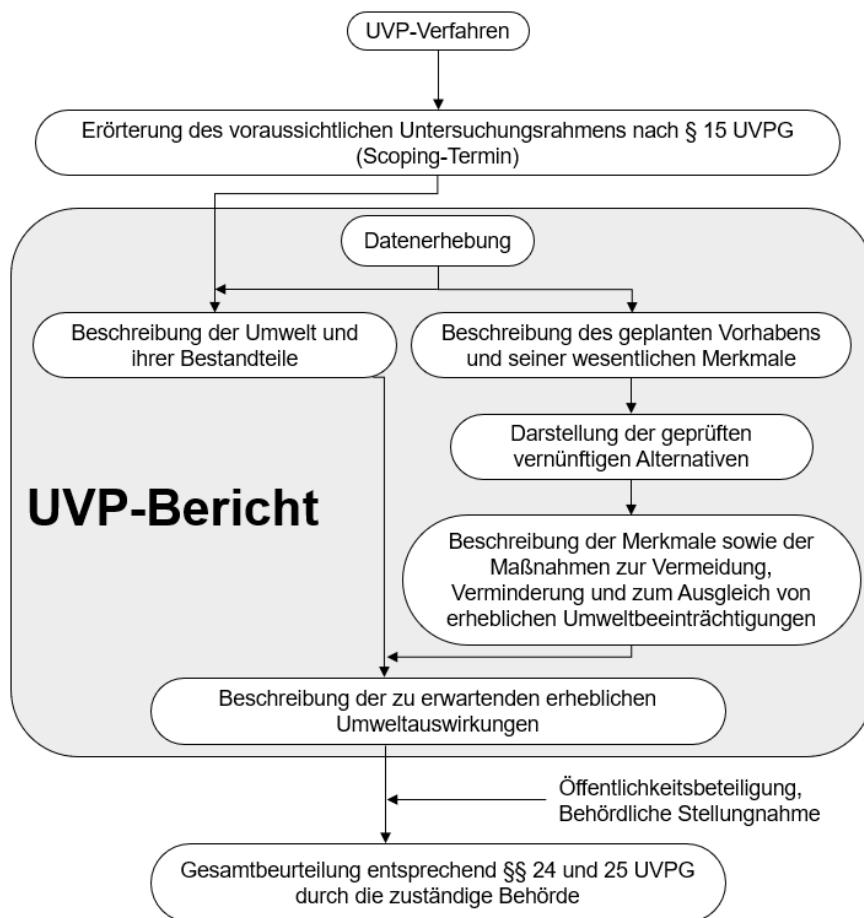 UVP-Verfahren
Erörterung des voraussichtlichen Untersuchungsrahmens nach § 15 UVPG
(Scoping-Termin)
Datenerhebung
Beschreibung der Umwelt und
ihrer Bestandteile
Beschreibung des geplanten Vorhabens
und seiner wesentlichen Merkmale
Darstellung der geprüften
vernünftigen Alternativen
UVP-Bericht
Beschreibung der Merkmale sowie der
Maßnahmen zur Vermeidung,
Verminderung und zum Ausgleich von
erheblichen Umweltbeeinträchtigungen
Beschreibung der zu erwartenden erheblichen
Umweltauswirkungen
Öffentlichkeitsbeteiligung,
Behördliche Stellungnahme
Gesamtbeurteilung entsprechend §§ 24 und 25 UVPG
durch die zuständige Behörde